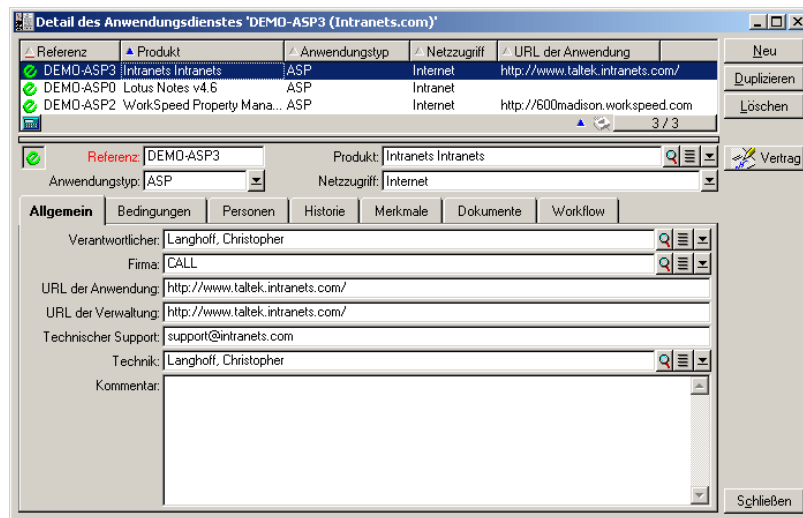 Detail des Anwendungsdienstes 'DEMO-ASP3 (Intranets.com)'
Referenz Produkt Anwendungstyp Netzzugriff URL der Anwendung
DEMO-ASP3 Intranets Intranets ASP Internet http://www.taltek.intranets.com/
DEMO-ASP0 Lotus Notes v4.6 ASP Intranet
DEMO-ASP2 WorkSpeed Property Mana... ASP Internet http://600madison.workspeed.com
3 / 3
Neu
Duplizieren
Löschen
Vertrag
Referenz: DEMO-ASP3 Produkt: Intranets Intranets
Anwendungstyp: ASP Netzzugriff: Internet
Allgemein Bedingungen Personen Historie Merkmale Dokumente Workflow
Verantwortlicher: Langhoff, Christopher
Firma: CALL
URL der Anwendung: http://www.taltek.intranets.com/
URL der Verwaltung: http://www.taltek.intranets.com/
Technischer Support: support@intranets.com
Technik: Langhoff, Christopher
Kommentar:
Schließen